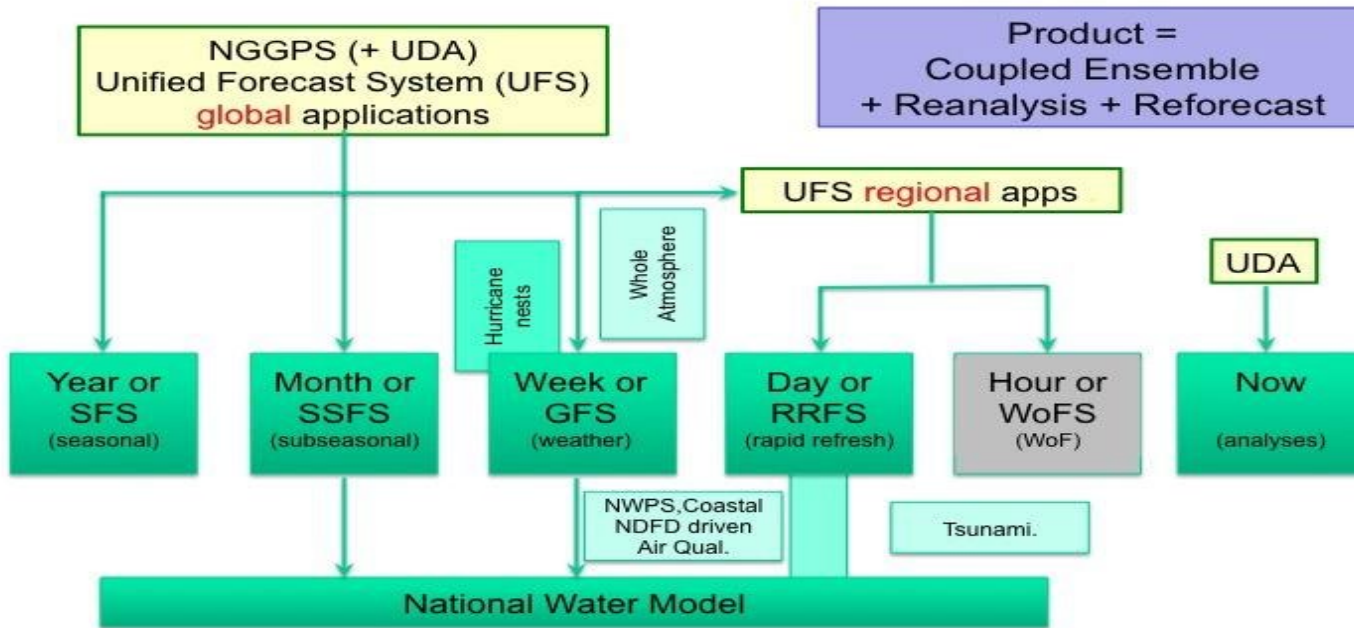 NGGPS (+ UDA)
Unified Forecast System (UFS)
global applications
Product =
Coupled Ensemble
+ Reanalysis + Reforecast
UFS regional apps
UDA
Hurricane
nests
Whole
Atmosphere
Year or
SFS
(seasonal)
Month or
SSFS
(subseasonal)
Week or
GFS
(weather)
Day or
RRFS
(rapid refresh)
Hour or
WoFS
(WoF)
Now
(analyses)
NWPS,Coastal
NDFD driven
Air Qual.
Tsunami.
National Water Model